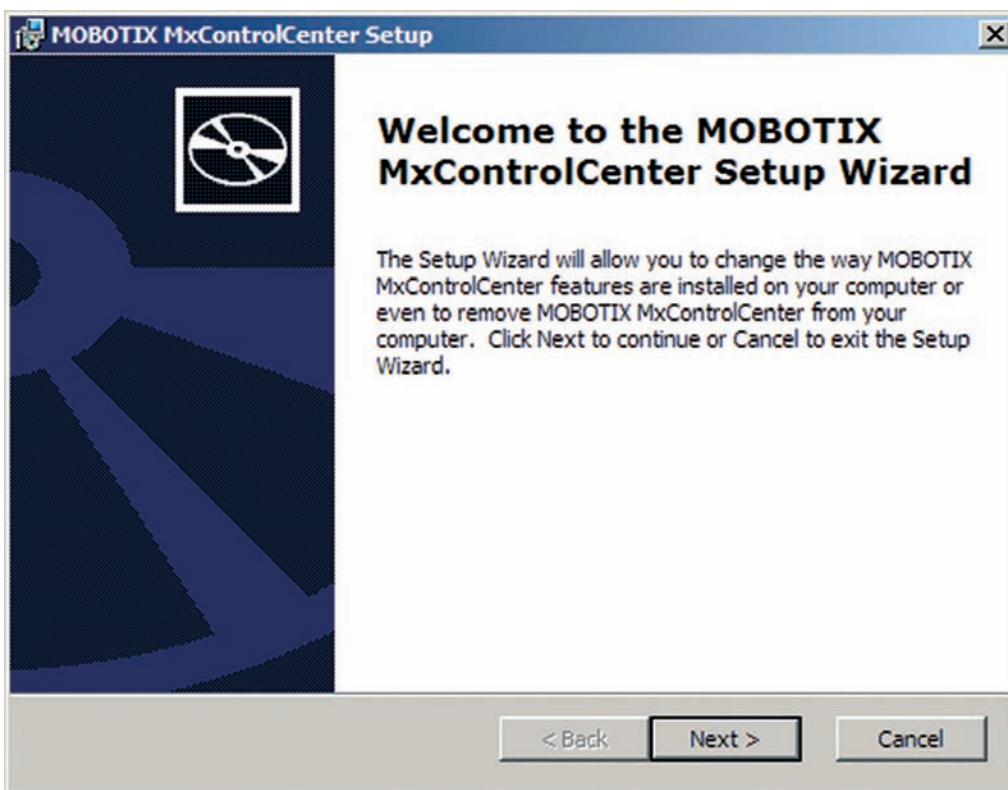 MOBOTIX MxControlCenter Setup
Welcome to the MOBOTIX
MxControlCenter Setup Wizard
The Setup Wizard will allow you to change the way MOBOTIX
MxControlCenter features are installed on your computer or
even to remove MOBOTIX MxControlCenter from your
computer.  Click Next to continue or Cancel to exit the Setup
Wizard.
< Back
Next >
Cancel